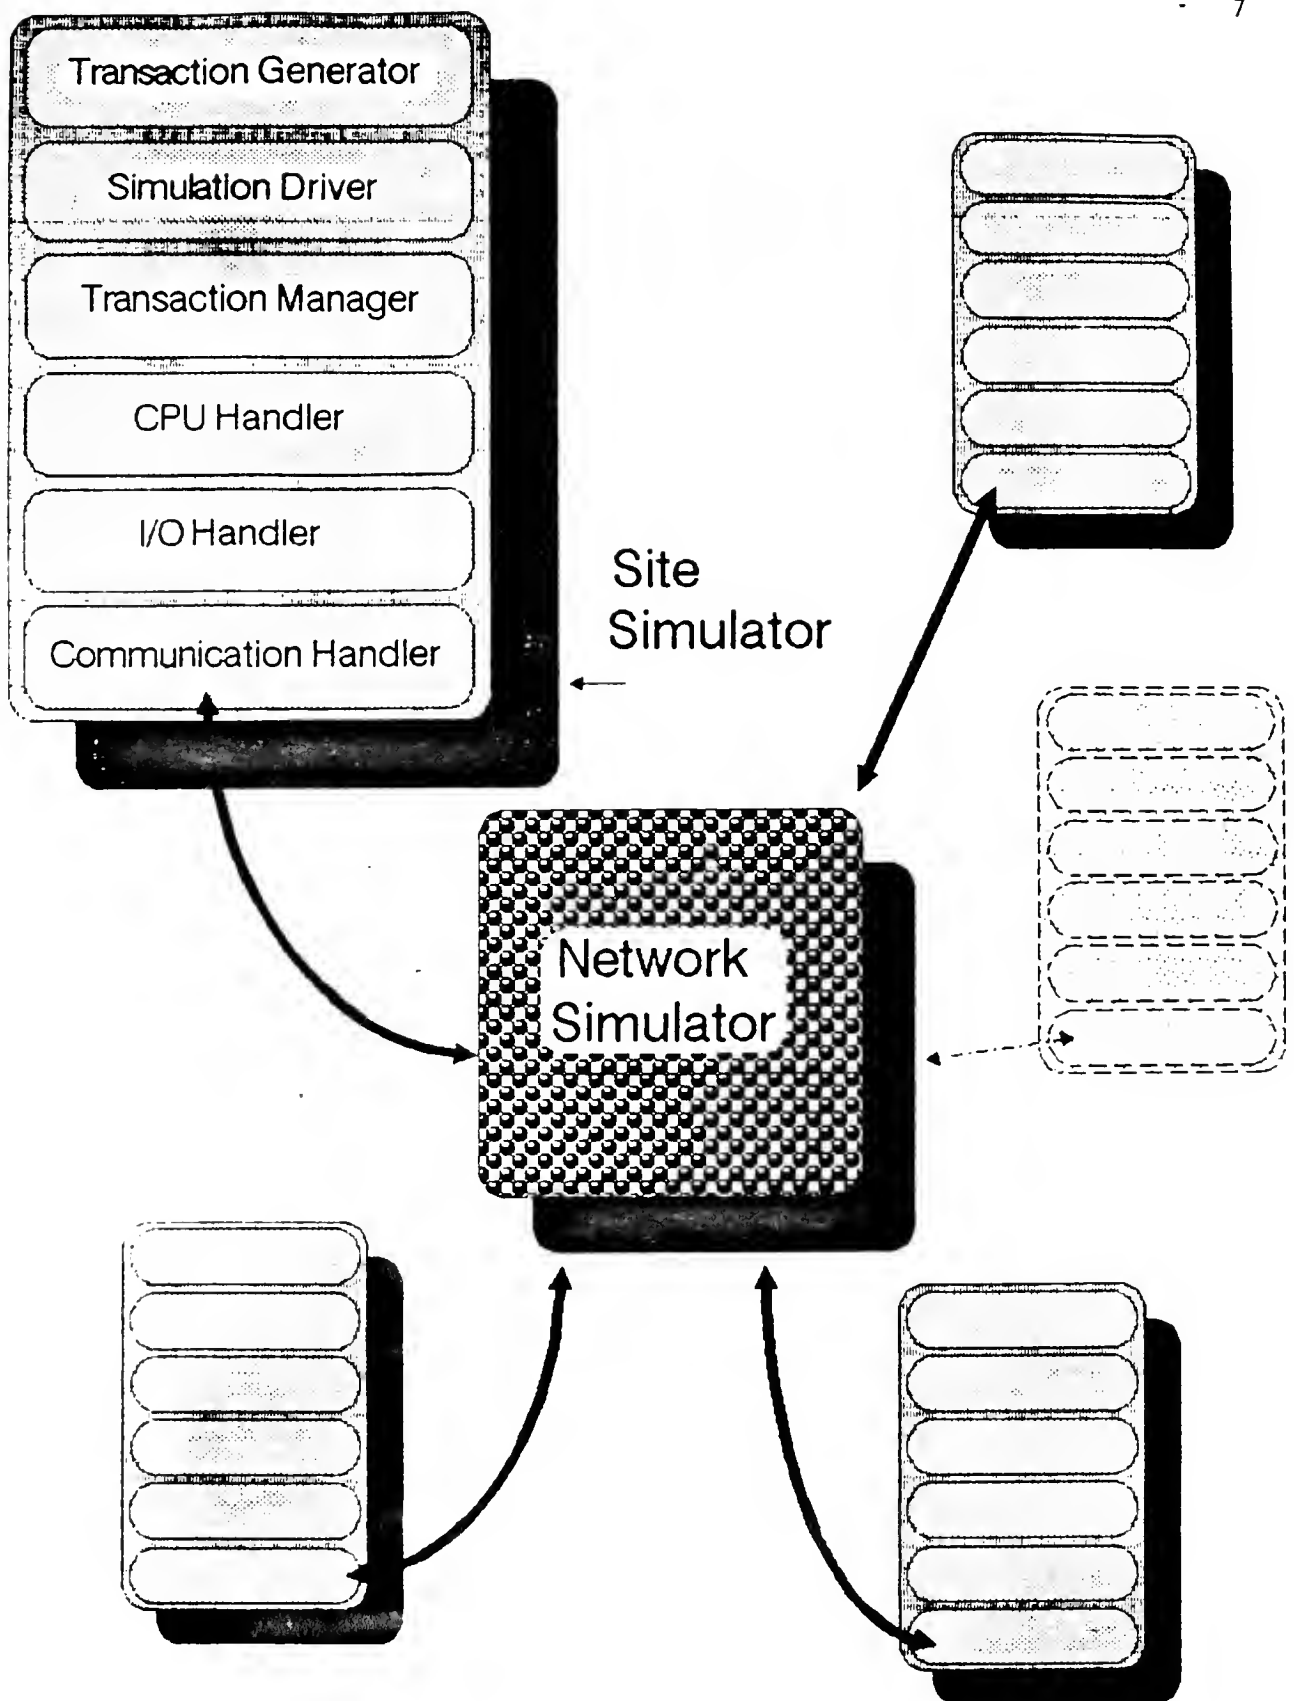 7
Transaction Generator
Simulation Driver
Transaction Manager
CPU Handler
I/O Handler
Communication Handler
Site
Simulator
Network
Simulator